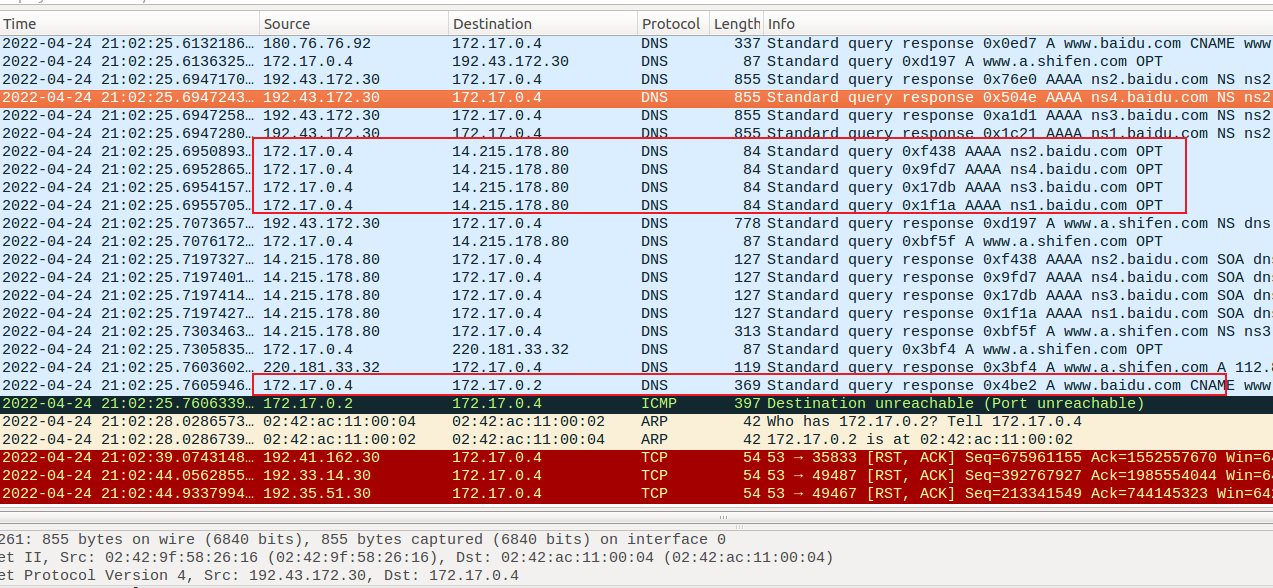 Time Source Destination Protocol Length Info
2022-04-24 21:02:25.6132186… 180.76.76.92 172.17.0.4 DNS 337 Standard query response 0x0ed7 A www.baidu.com CNAME www
2022-04-24 21:02:25.6136325… 172.17.0.4 192.43.172.30 DNS 87 Standard query 0xd197 A www.a.shifen.com OPT
2022-04-24 21:02:25.6947170… 192.43.172.30 172.17.0.4 DNS 855 Standard query response 0x76e0 AAAA ns2.baidu.com NS ns2
2022-04-24 21:02:25.6947243… 192.43.172.30 172.17.0.4 DNS 855 Standard query response 0x504e AAAA ns4.baidu.com NS ns2
2022-04-24 21:02:25.6947258… 192.43.172.30 172.17.0.4 DNS 855 Standard query response 0xa1d1 AAAA ns3.baidu.com NS ns2
2022-04-24 21:02:25.6947280… 192.43.172.30 172.17.0.4 DNS 855 Standard query response 0x1c21 AAAA ns1.baidu.com NS ns2
2022-04-24 21:02:25.6950893… 172.17.0.4 14.215.178.80 DNS 84 Standard query 0xf438 AAAA ns2.baidu.com OPT
2022-04-24 21:02:25.6952865… 172.17.0.4 14.215.178.80 DNS 84 Standard query 0x9fd7 AAAA ns4.baidu.com OPT
2022-04-24 21:02:25.6954157… 172.17.0.4 14.215.178.80 DNS 84 Standard query 0x17db AAAA ns3.baidu.com OPT
2022-04-24 21:02:25.6955705… 172.17.0.4 14.215.178.80 DNS 84 Standard query 0x1f1a AAAA ns1.baidu.com OPT
2022-04-24 21:02:25.7073657… 192.43.172.30 172.17.0.4 DNS 778 Standard query response 0xd197 A www.a.shifen.com NS dns
2022-04-24 21:02:25.7076172… 172.17.0.4 14.215.178.80 DNS 87 Standard query 0xbf5f A www.a.shifen.com OPT
2022-04-24 21:02:25.7197327… 14.215.178.80 172.17.0.4 DNS 127 Standard query response 0xf438 AAAA ns2.baidu.com SOA dns
2022-04-24 21:02:25.7197401… 14.215.178.80 172.17.0.4 DNS 127 Standard query response 0x9fd7 AAAA ns4.baidu.com SOA dns
2022-04-24 21:02:25.7197414… 14.215.178.80 172.17.0.4 DNS 127 Standard query response 0x17db AAAA ns3.baidu.com SOA dns
2022-04-24 21:02:25.7197427… 14.215.178.80 172.17.0.4 DNS 127 Standard query response 0x1f1a AAAA ns1.baidu.com SOA dns
2022-04-24 21:02:25.7303463… 14.215.178.80 172.17.0.4 DNS 313 Standard query response 0xbf5f A www.a.shifen.com NS ns3
2022-04-24 21:02:25.7305835… 172.17.0.4 220.181.33.32 DNS 87 Standard query 0x3bf4 A www.a.shifen.com OPT
2022-04-24 21:02:25.7603602… 220.181.33.32 172.17.0.4 DNS 119 Standard query response 0x3bf4 A www.a.shifen.com A 112.8
2022-04-24 21:02:25.7605946… 172.17.0.4 172.17.0.2 DNS 369 Standard query response 0x4be2 A www.baidu.com CNAME www
2022-04-24 21:02:25.7606339… 172.17.0.2 172.17.0.4 ICMP 397 Destination unreachable (Port unreachable)
2022-04-24 21:02:28.0286573… 02:42:ac:11:00:04 02:42:ac:11:00:02 ARP 42 Who has 172.17.0.2? Tell 172.17.0.4
2022-04-24 21:02:28.0286739… 02:42:ac:11:00:02 02:42:ac:11:00:04 ARP 42 172.17.0.2 is at 02:42:ac:11:00:02
2022-04-24 21:02:39.0743148… 192.41.162.30 172.17.0.4 TCP 54 53 → 35833 [RST, ACK] Seq=675961155 Ack=1552557670 Win=64
2022-04-24 21:02:44.0562855… 192.33.14.30 172.17.0.4 TCP 54 53 → 49487 [RST, ACK] Seq=392767927 Ack=1985554044 Win=64
2022-04-24 21:02:44.9337994… 192.35.51.30 172.17.0.4 TCP 54 53 → 49467 [RST, ACK] Seq=213341549 Ack=744145323 Win=642
261: 855 bytes on wire (6840 bits), 855 bytes captured (6840 bits) on interface 0
et II, Src: 02:42:9f:58:26:16 (02:42:9f:58:26:16), Dst: 02:42:ac:11:00:04 (02:42:ac:11:00:04)
et Protocol Version 4, Src: 192.43.172.30, Dst: 172.17.0.4